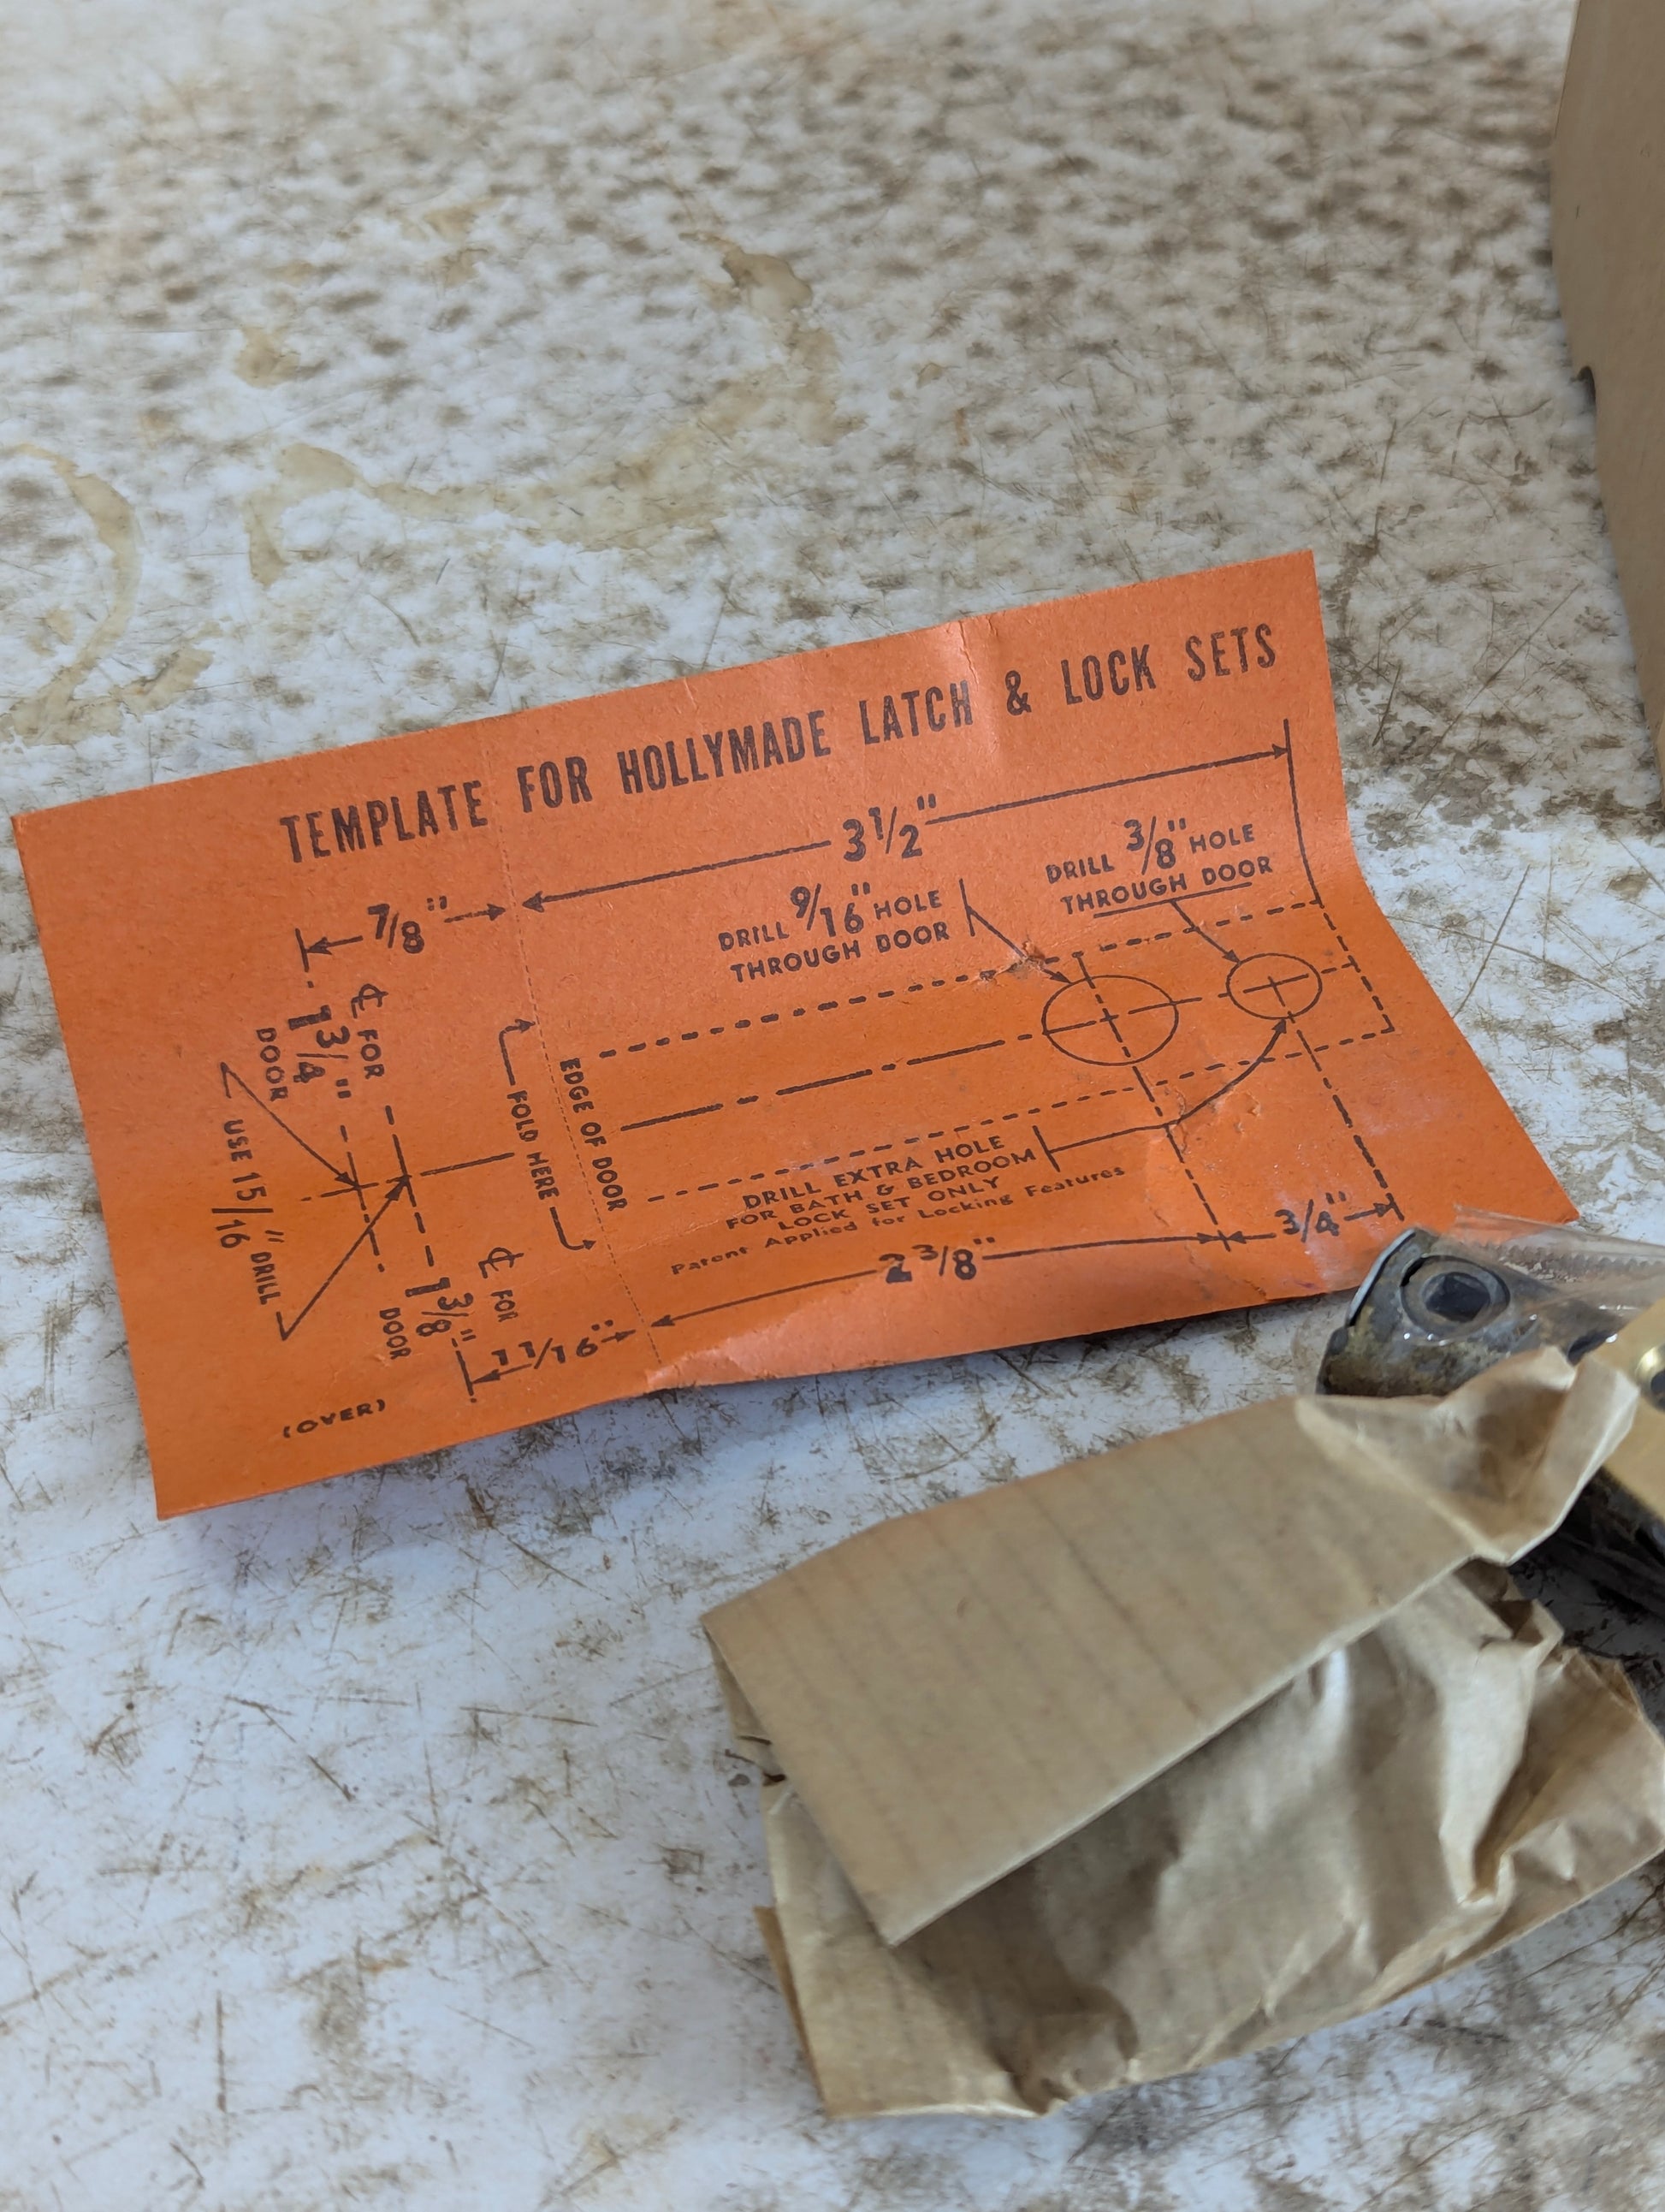 TEMPLATE FOR HOLLYMADE LATCH & LOCK SETS
3 1/2"
7/8"
DRILL 9/16" HOLE
THROUGH DOOR
DRILL 3/8" HOLE
THROUGH DOOR
℄ FOR
1 3/4"
DOOR
USE 15/16" DRILL
FOLD HERE
EDGE OF DOOR
DRILL EXTRA HOLE
FOR BATH & BEDROOM
LOCK SET ONLY
Patent Applied for Locking Features
2 3/8"
3/4"
℄ FOR
1 3/8"
DOOR
11/16"
(OVER)